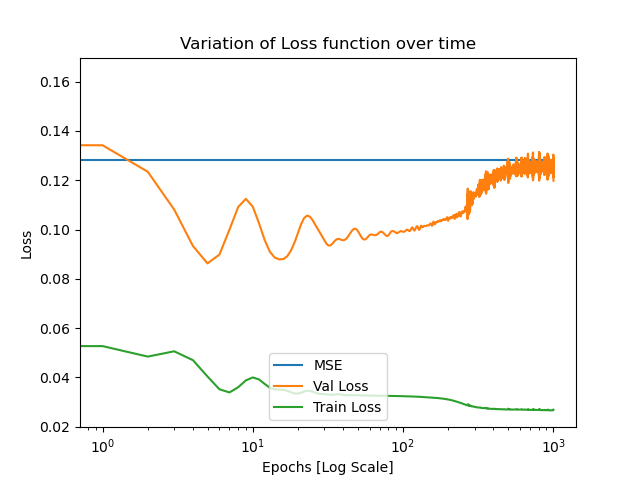 Variation of Loss function over time
Loss
0.16
0.14
0.12
0.10
0.08
0.06
0.04
0.02
MSE
Val Loss
Train Loss
10⁰
10¹
10²
10³
Epochs [Log Scale]